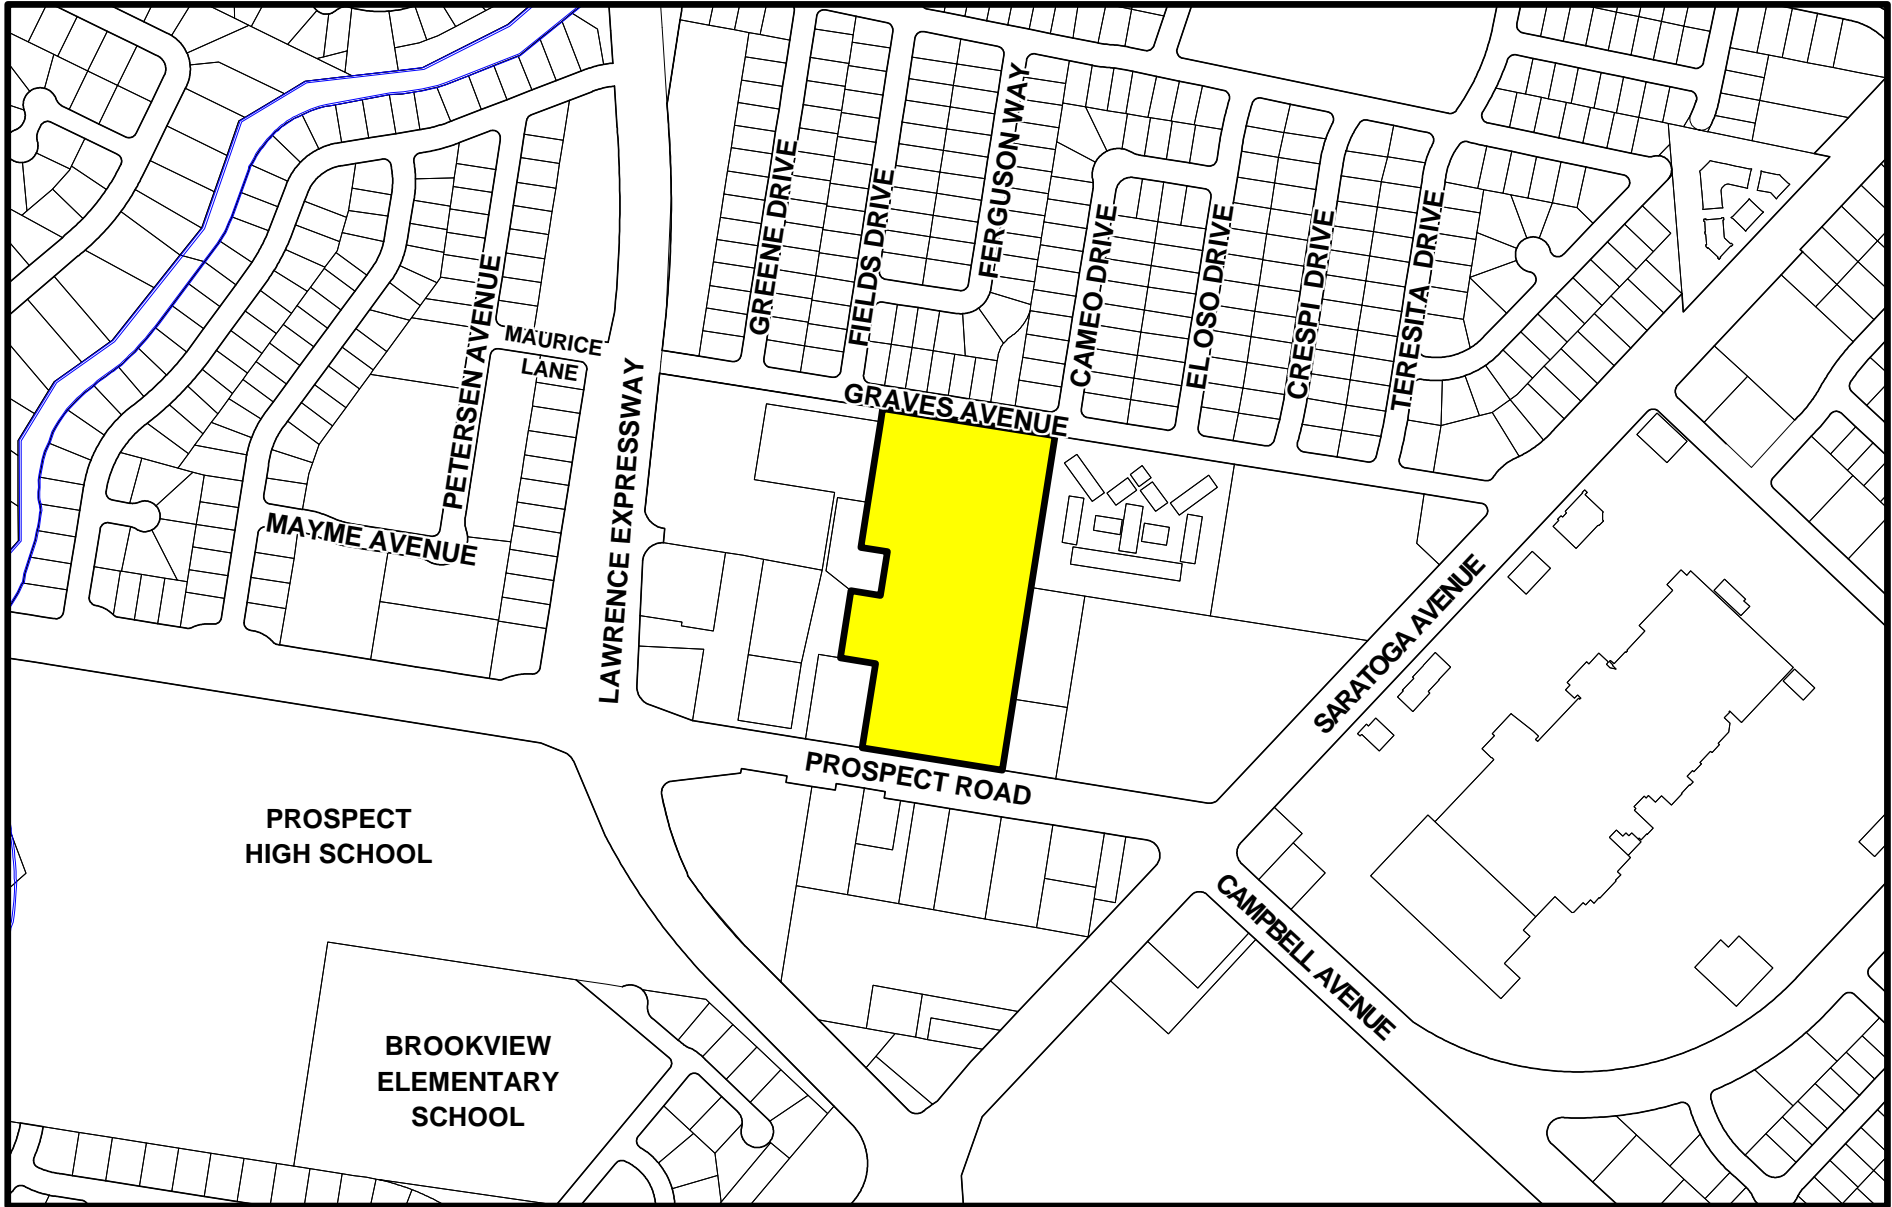 GREENE DRIVE
FIELDS DRIVE
FERGUSON WAY
CAMEO DRIVE
EL OSO DRIVE
CRESPI DRIVE
TERESITA DRIVE
PETERSEN AVENUE
MAURICE
LANE
LAWRENCE EXPRESSWAY
GRAVES AVENUE
MAYME AVENUE
SARATOGA AVENUE
PROSPECT ROAD
PROSPECT
HIGH SCHOOL
CAMPBELL AVENUE
BROOKVIEW
ELEMENTARY
SCHOOL